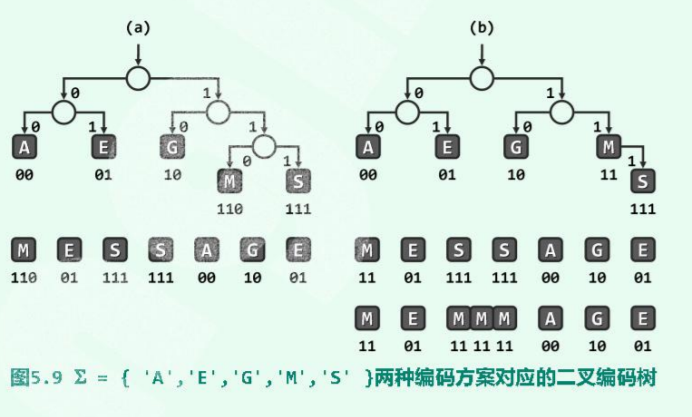 (a)
(b)
0 1
0 1
0 1 0 1
0 1 0 1
A E G
A E G M
00 01 10
00 01 10 11
0 1
1
M S
S
110 111
111
M E S S A G E
110 01 111 111 00 10 01
M E S S A G E
11 01 111 111 00 10 01
M E M M M A G E
11 01 11 11 11 00 10 01
图5.9 Σ = { 'A','E','G','M','S' }两种编码方案对应的二叉编码树